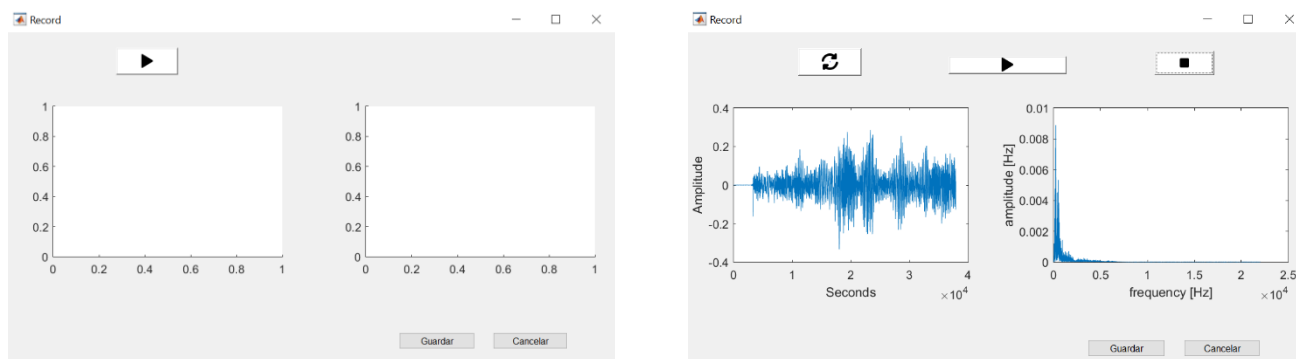 Record
1
0.8
0.6
0.4
0.2
0
0 0.2 0.4 0.6 0.8 1
1
0.8
0.6
0.4
0.2
0
0 0.2 0.4 0.6 0.8 1
Guardar Cancelar
Record
Amplitude
0.4
0.2
0
-0.2
-0.4
0 1 2 3 4
×10⁴
Seconds
amplitude [Hz]
0.01
0.008
0.006
0.004
0.002
0
0 0.5 1 1.5 2 2.5
×10⁴
frequency [Hz]
Guardar Cancelar